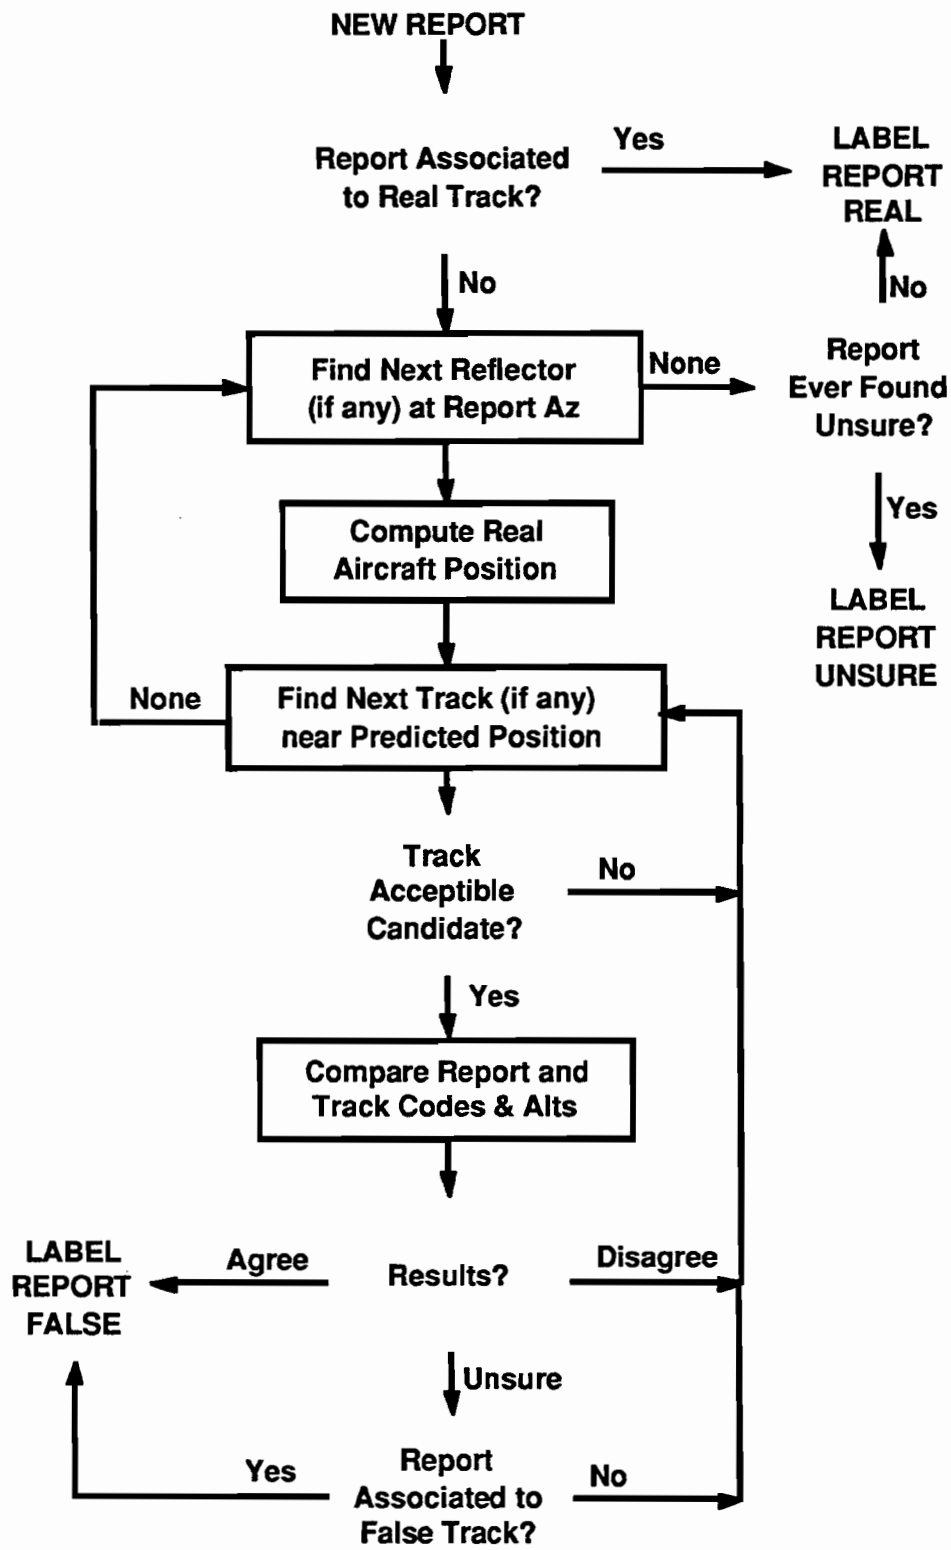 NEW REPORT
Report Associated
to Real Track?
Yes
LABEL
REPORT
REAL
No
No
Find Next Reflector
(if any) at Report Az
None
Report
Ever Found
Unsure?
Compute Real
Aircraft Position
Yes
LABEL
REPORT
UNSURE
None
Find Next Track (if any)
near Predicted Position
Track
Acceptible
Candidate?
No
Yes
Compare Report and
Track Codes & Alts
LABEL
REPORT
FALSE
Agree
Results?
Disagree
Unsure
Yes
Report
Associated to
False Track?
No